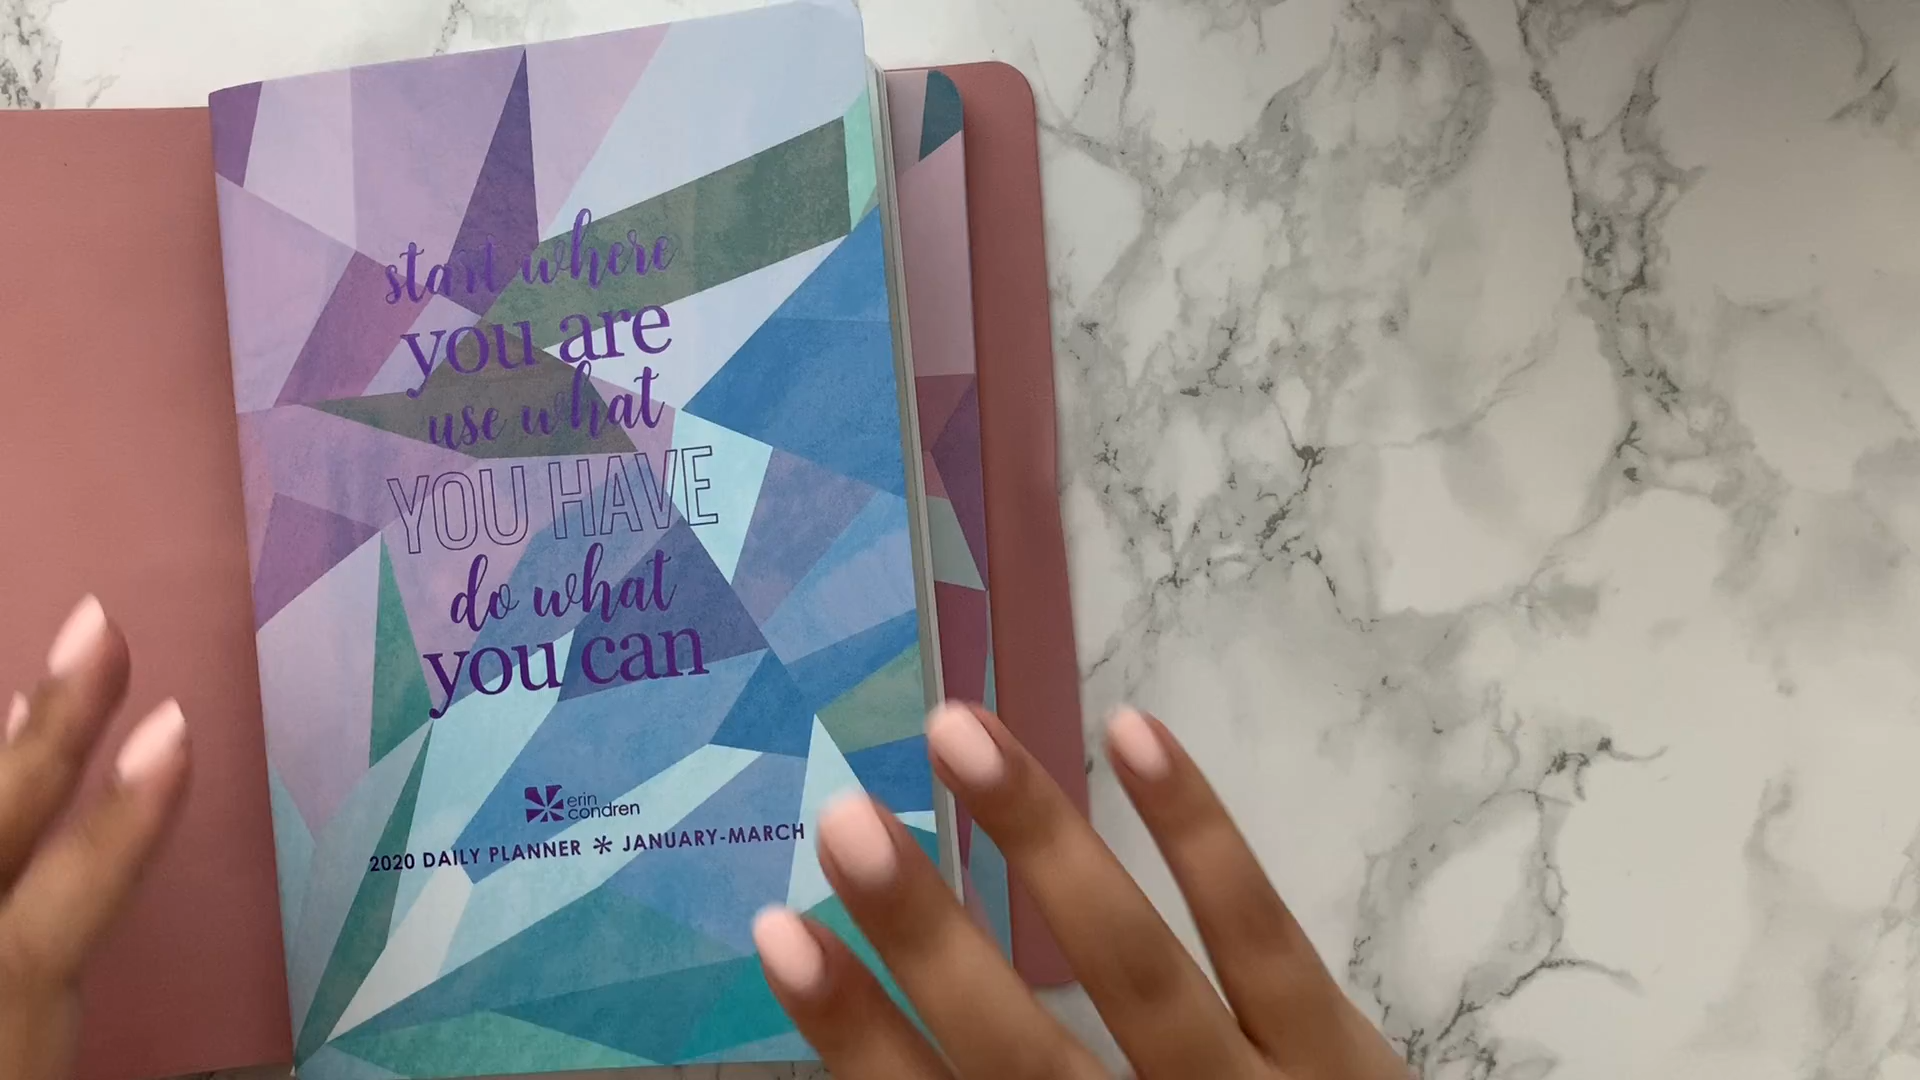 start where
you are
use what
YOU HAVE
do what
you can
erin
condren
2020 DAILY PLANNER * JANUARY-MARCH